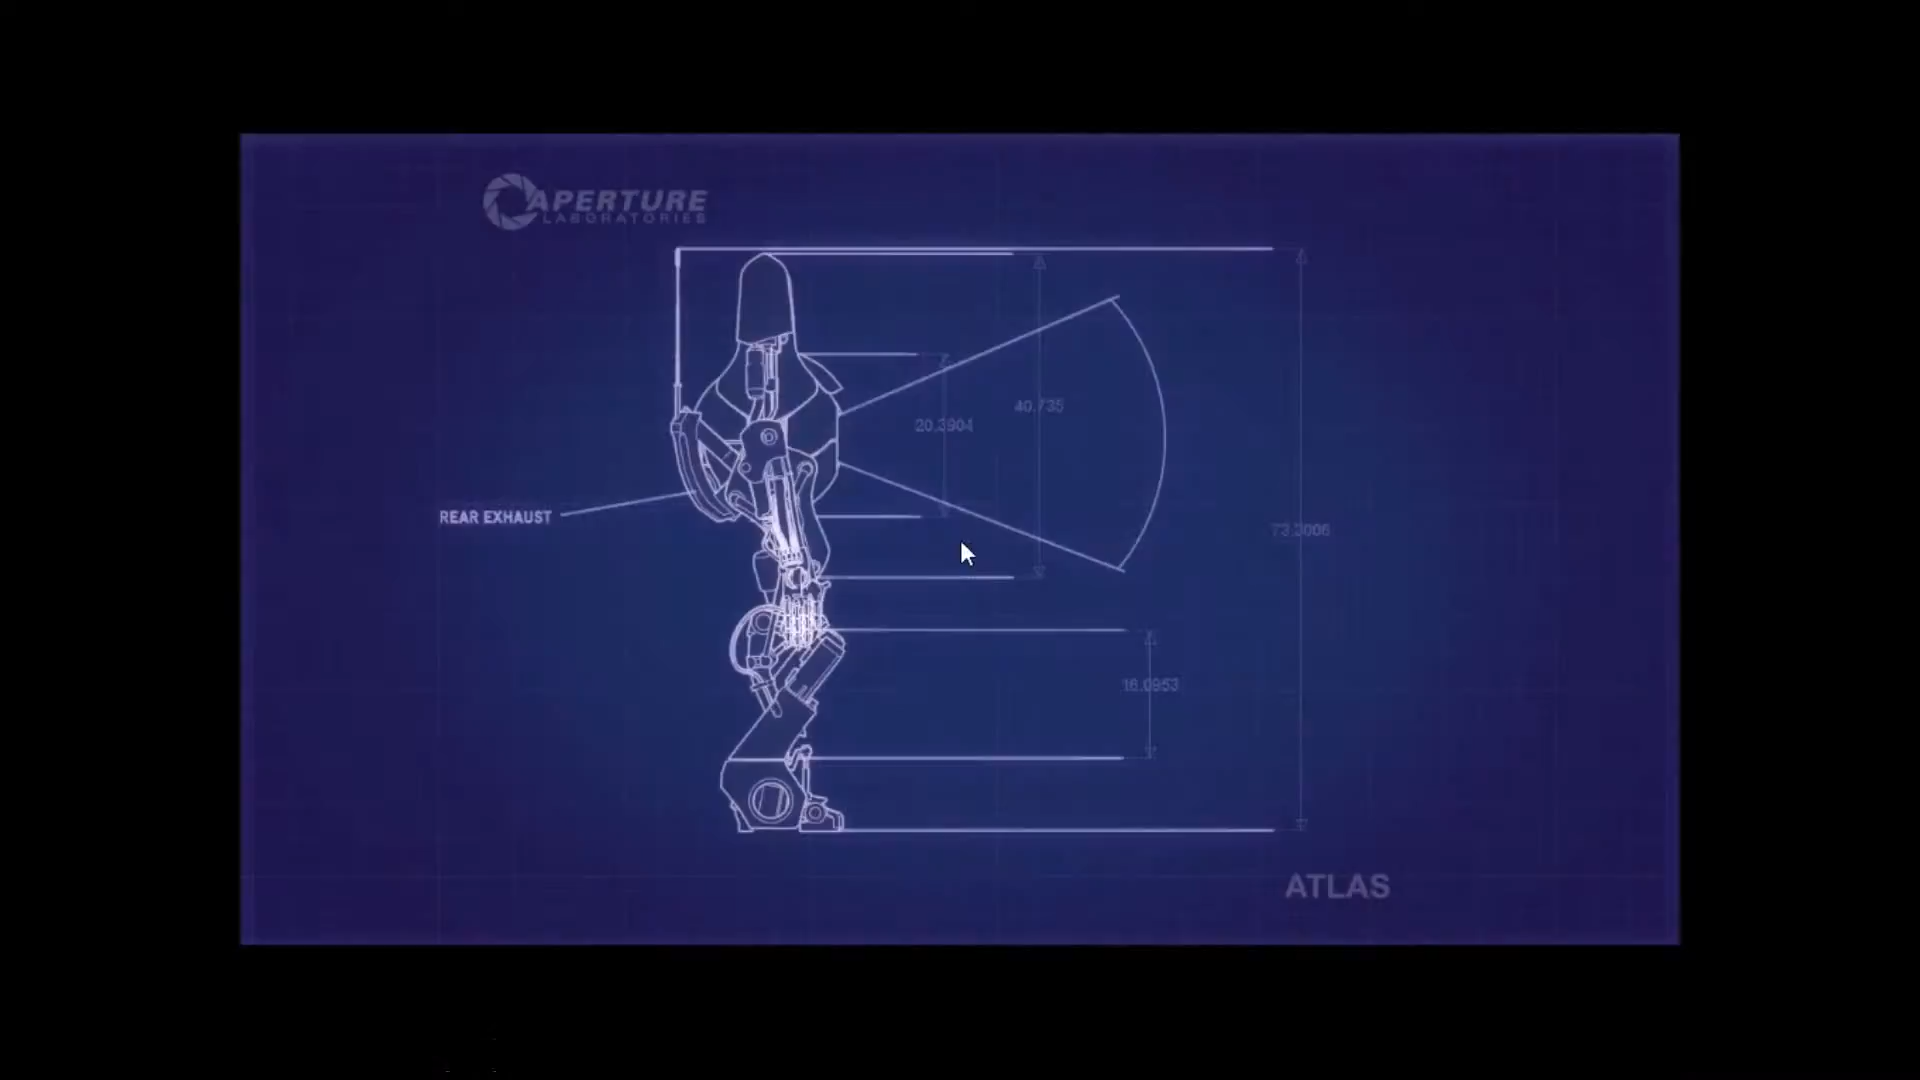 APERTURE
LABORATORIES
40.735
20.3904
REAR EXHAUST
16.0953
ATLAS